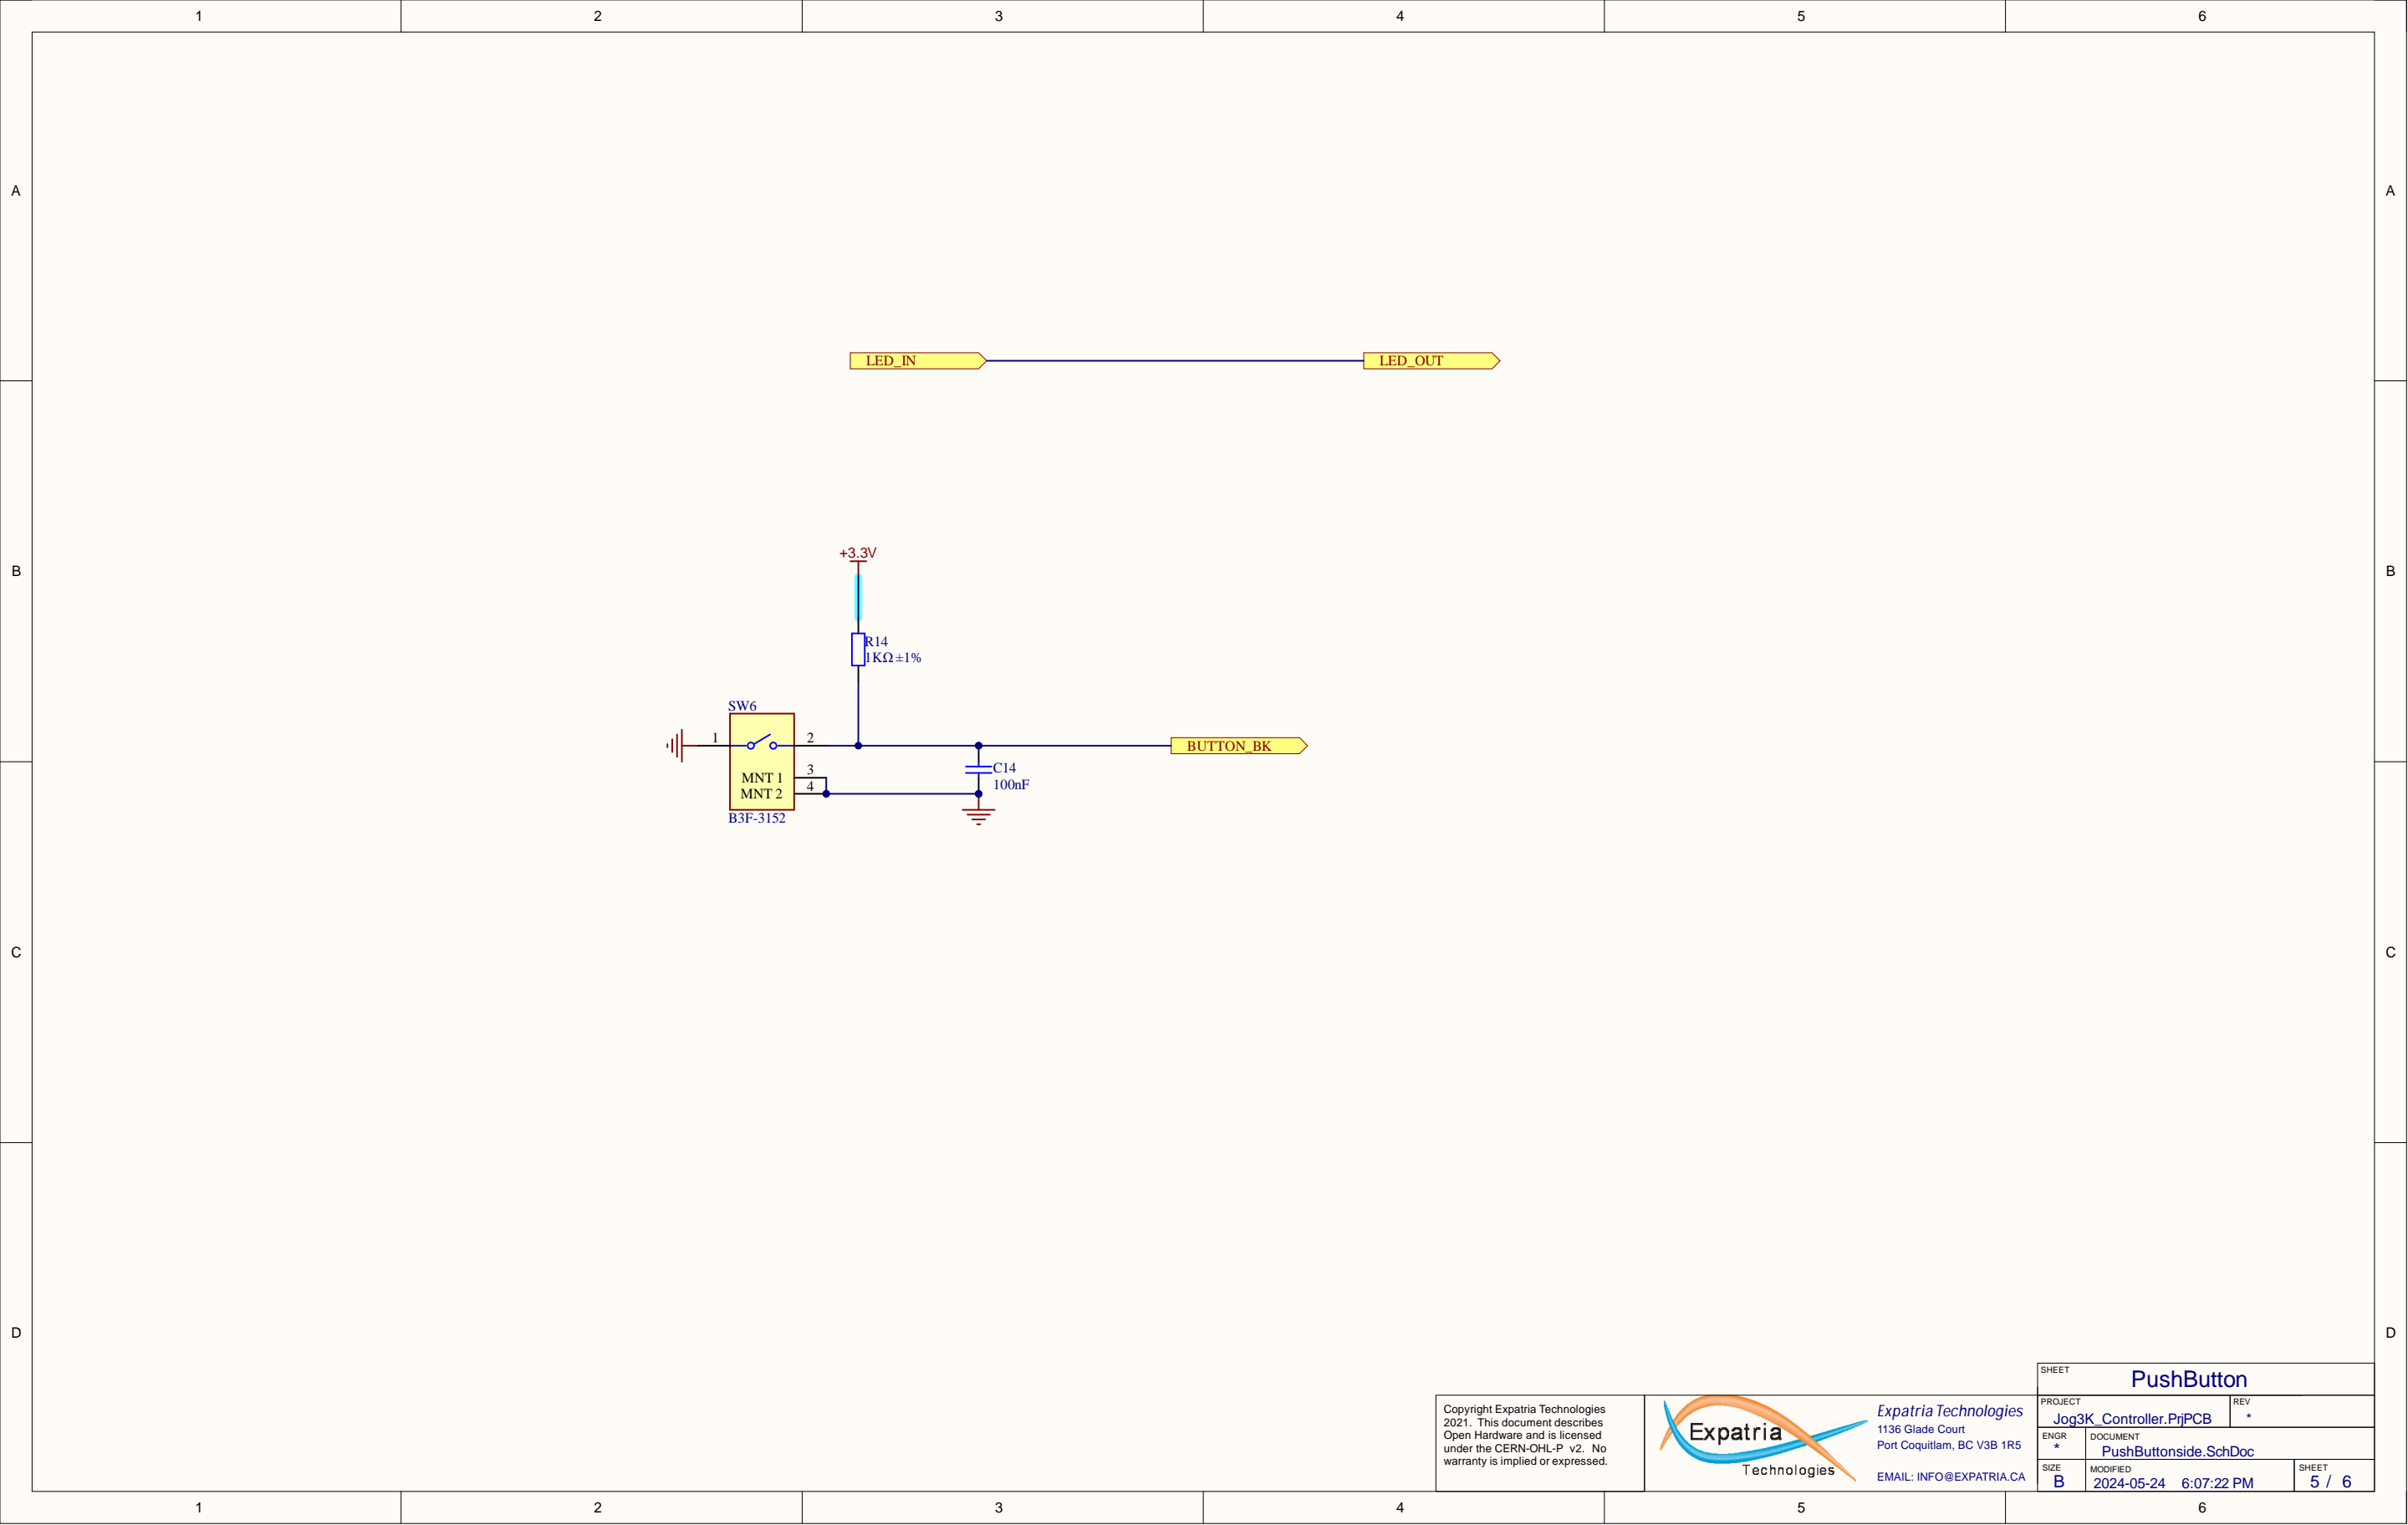 1 2 3 4 5 6
A A
LED_IN LED_OUT
+3.3V
B B
R14
1KΩ ±1%
SW6
1 2 BUTTON_BK
MNT 1 3 C14
MNT 2 4 100nF
B3F-3152
C C
D D
SHEET
PushButton
Copyright Expatria Technologies
2021. This document describes
Open Hardware and is licensed
under the CERN-OHL-P v2. No
warranty is implied or expressed.
Expatria
Technologies
Expatria Technologies
1136 Glade Court
Port Coquitlam, BC V3B 1R5
EMAIL: INFO@EXPATRIA.CA
PROJECT REV
Jog3K_Controller.PrjPCB *
ENGR DOCUMENT
* PushButtonside.SchDoc
SIZE MODIFIED SHEET
B 2024-05-24 6:07:22 PM 5 / 6
1 2 3 4 5 6